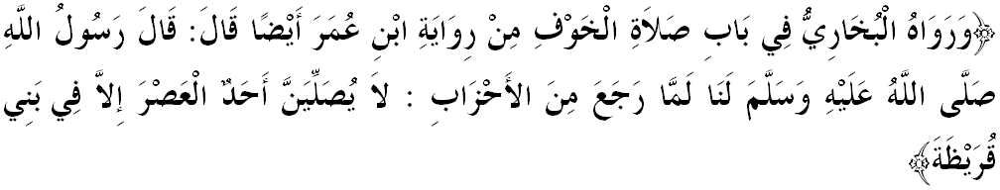 ﴿وَرَوَاهُ الْبُخَارِيُّ فِي بَابِ صَلاَةِ الْخَوْفِ مِنْ رِوَايَةِ ابْنِ عُمَرَ أَيْضًا قَالَ: قَالَ رَسُولُ اللَّهِ
صَلَّى اللَّهُ عَلَيْهِ وَسَلَّمَ لَنَا لَمَّا رَجَعَ مِنَ الأَحْزَابِ : لاَ يُصَلِّيَنَّ أَحَدٌ الْعَصْرَ إِلاَّ فِي بَنِي
قُرَيْظَةَ﴾